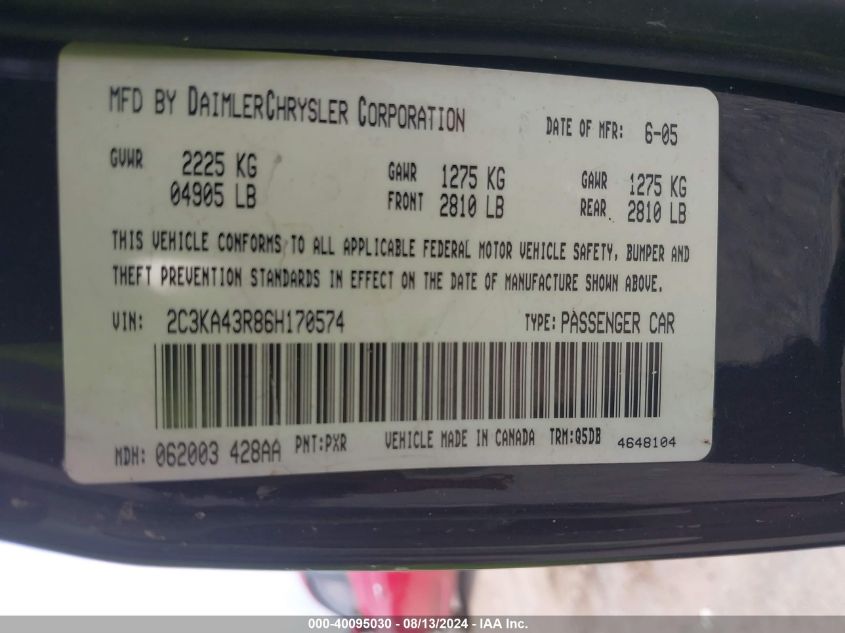 MFD BY DAIMLERCHRYSLER CORPORATION DATE OF MFR: 6-05
GVWR 2225 KG GAWR 1275 KG GAWR 1275 KG
04905 LB FRONT 2810 LB REAR 2810 LB
THIS VEHICLE CONFORMS TO ALL APPLICABLE FEDERAL MOTOR VEHICLE SAFETY, BUMPER AND
THEFT PREVENTION STANDARDS IN EFFECT ON THE DATE OF MANUFACTURE SHOWN ABOVE.
VIN: 2C3KA43R86H170574 TYPE: PASSENGER CAR
MDH: 062003 428AA PNT:PXR VEHICLE MADE IN CANADA TRM:Q5DB 4648104
000-40095030 - 08/13/2024 - IAA Inc.